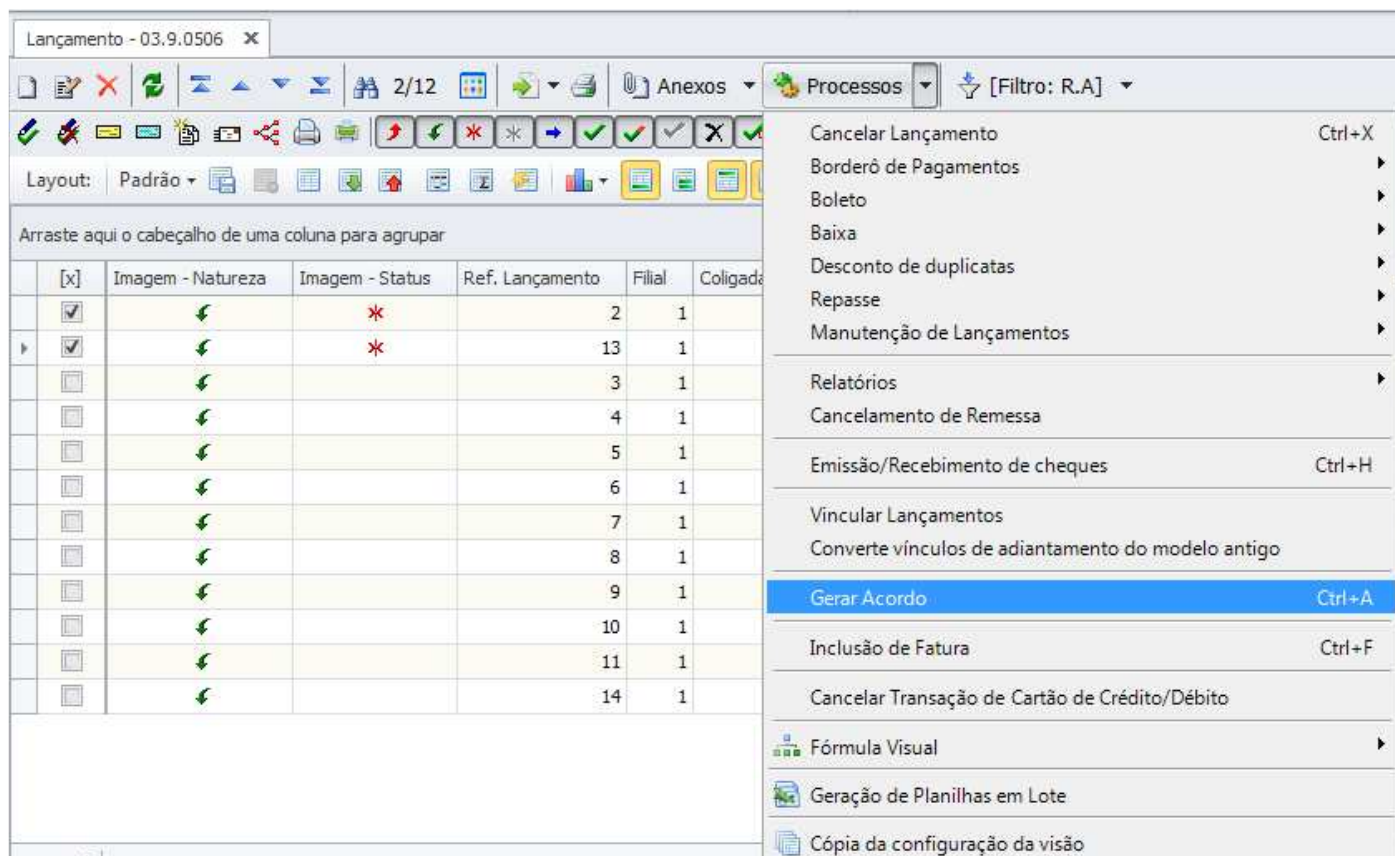 Lançamento - 03.9.0506
2/12 Anexos Processos [Filtro: R.A]
Layout: Padrão
Arraste aqui o cabeçalho de uma coluna para agrupar
[x] Imagem - Natureza Imagem - Status Ref. Lançamento Filial Coligada
2 1
13 1
3 1
4 1
5 1
6 1
7 1
8 1
9 1
10 1
11 1
14 1
Cancelar Lançamento Ctrl+X
Borderô de Pagamentos
Boleto
Baixa
Desconto de duplicatas
Repasse
Manutenção de Lançamentos
Relatórios
Cancelamento de Remessa
Emissão/Recebimento de cheques Ctrl+H
Vincular Lançamentos
Converte vínculos de adiantamento do modelo antigo
Gerar Acordo Ctrl+A
Inclusão de Fatura Ctrl+F
Cancelar Transação de Cartão de Crédito/Débito
Fórmula Visual
Geração de Planilhas em Lote
Cópia da configuração da visão